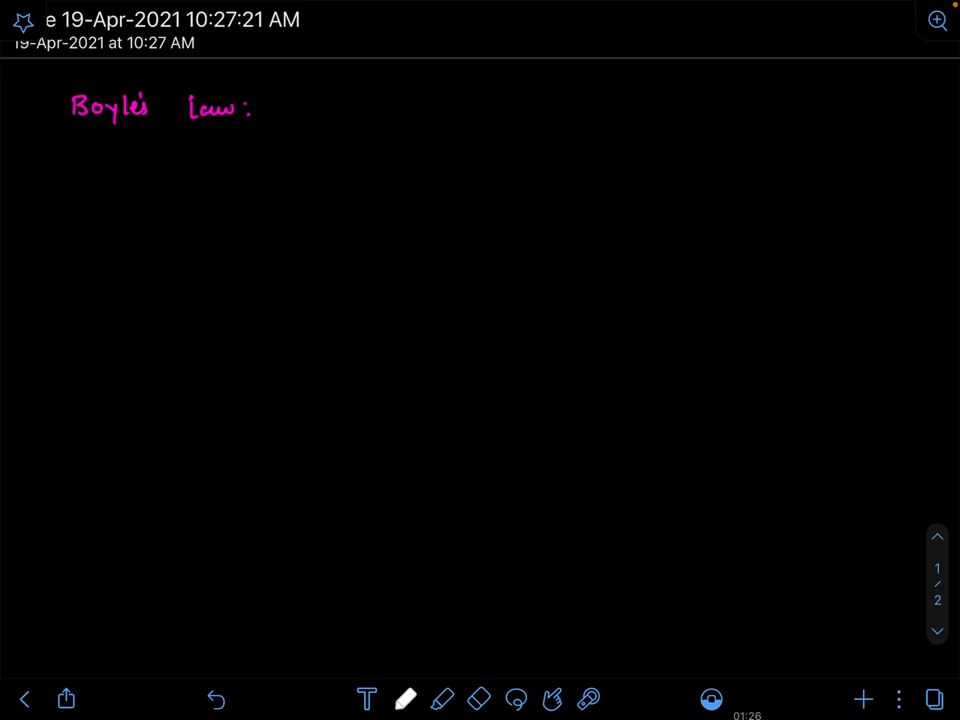 e 19-Apr-2021 10:27:21 AM
19-Apr-2021 at 10:27 AM
Boyle's law:
1
/
2
T
01:26